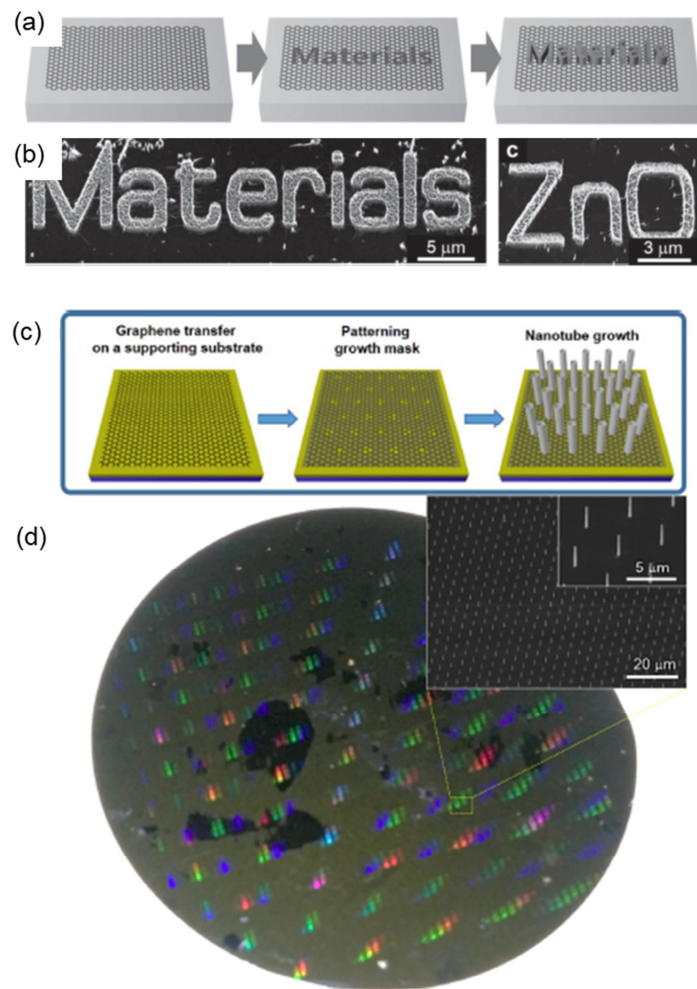 (a)
Materials
Materials
(b)
Materials
5 μm
c
ZnO
3 μm
(c)
Graphene transfer
on a supporting substrate
Patterning
growth mask
Nanotube growth
(d)
5 μm
20 μm